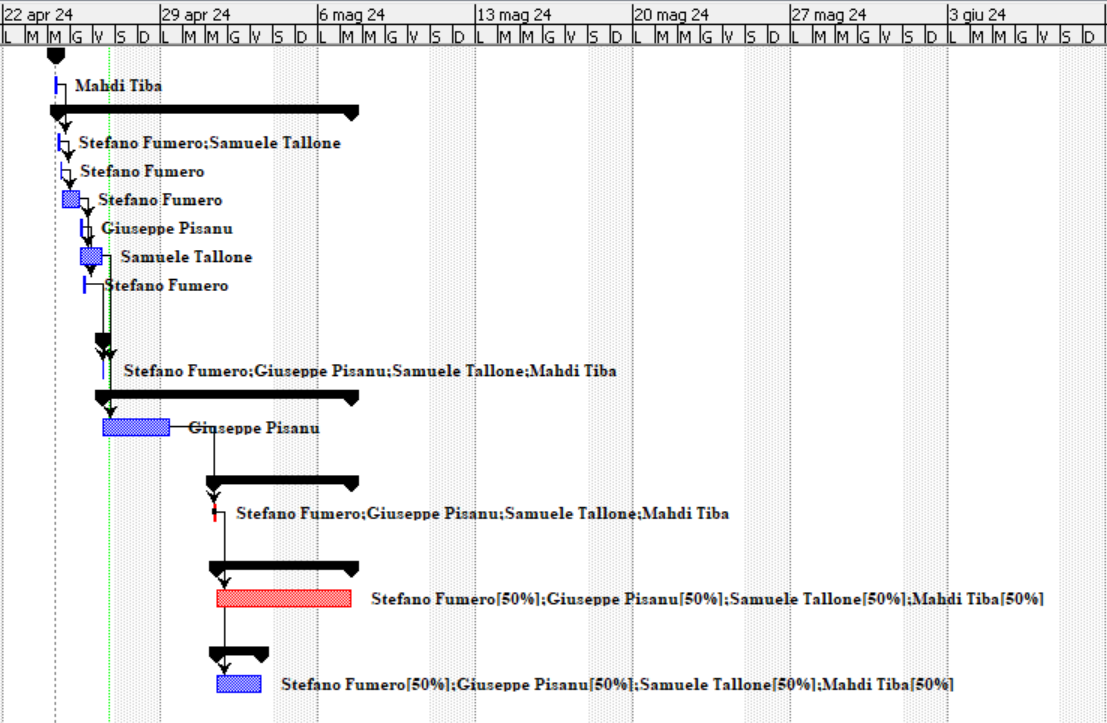 22 apr 24 29 apr 24 6 mag 24 13 mag 24 20 mag 24 27 mag 24 3 giu 24
L M M G V S D L M M G V S D L M M G V S D L M M G V S D L M M G V S D L M M G V S D L M M G V S D
Mahdi Tiba
Stefano Fumero;Samuele Tallone
Stefano Fumero
Stefano Fumero
Giuseppe Pisanu
Samuele Tallone
Stefano Fumero
Stefano Fumero;Giuseppe Pisanu;Samuele Tallone;Mahdi Tiba
Giuseppe Pisanu
Stefano Fumero;Giuseppe Pisanu;Samuele Tallone;Mahdi Tiba
Stefano Fumero[50%];Giuseppe Pisanu[50%];Samuele Tallone[50%];Mahdi Tiba[50%]
Stefano Fumero[50%];Giuseppe Pisanu[50%];Samuele Tallone[50%];Mahdi Tiba[50%]